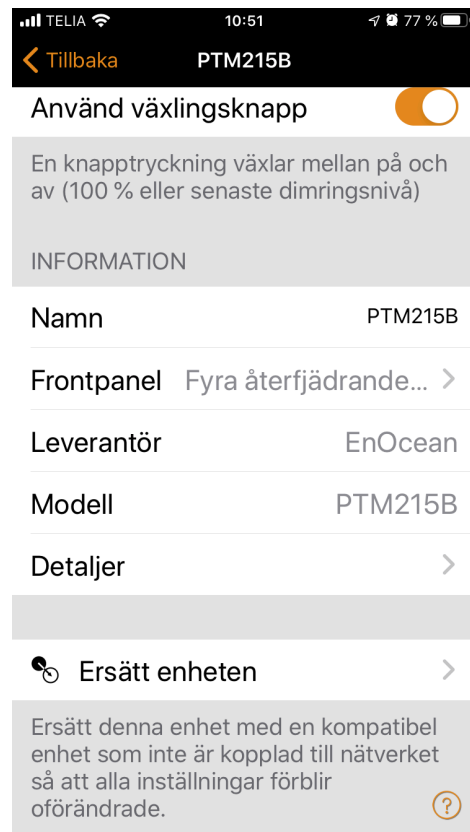 TELIA 10:51 77 %
Tillbaka PTM215B
Använd växlingsknapp
En knapptryckning växlar mellan på och
av (100 % eller senaste dimringsnivå)
INFORMATION
Namn PTM215B
Frontpanel Fyra återfjädrande...
Leverantör EnOcean
Modell PTM215B
Detaljer
Ersätt enheten
Ersätt denna enhet med en kompatibel
enhet som inte är kopplad till nätverket
så att alla inställningar förblir
oförändrade.
?